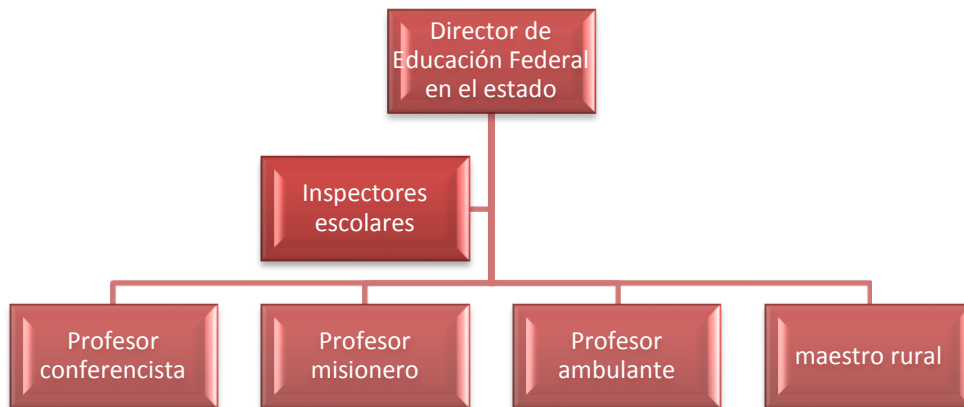 Director de
Educación Federal
en el estado
Inspectores
escolares
Profesor
conferencista
Profesor
misionero
Profesor
ambulante
maestro rural